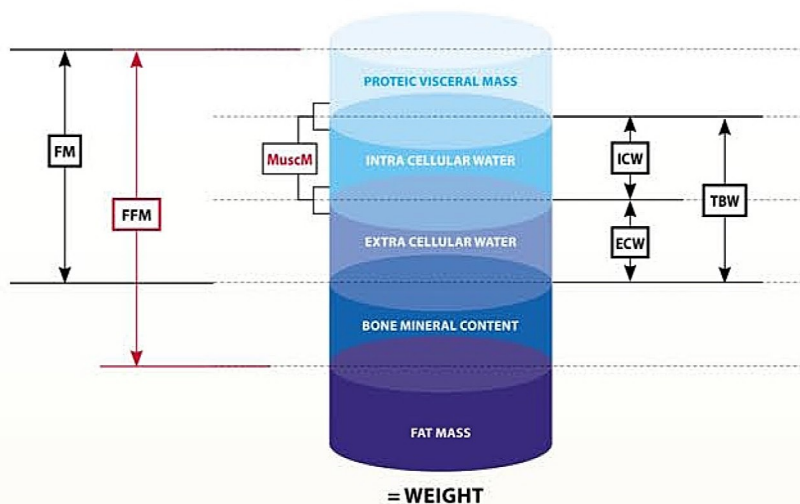 PROTEIC VISCERAL MASS
FM
MuscM
INTRA CELLULAR WATER
ICW
TBW
FFM
EXTRA CELLULAR WATER
ECW
BONE MINERAL CONTENT
FAT MASS
= WEIGHT